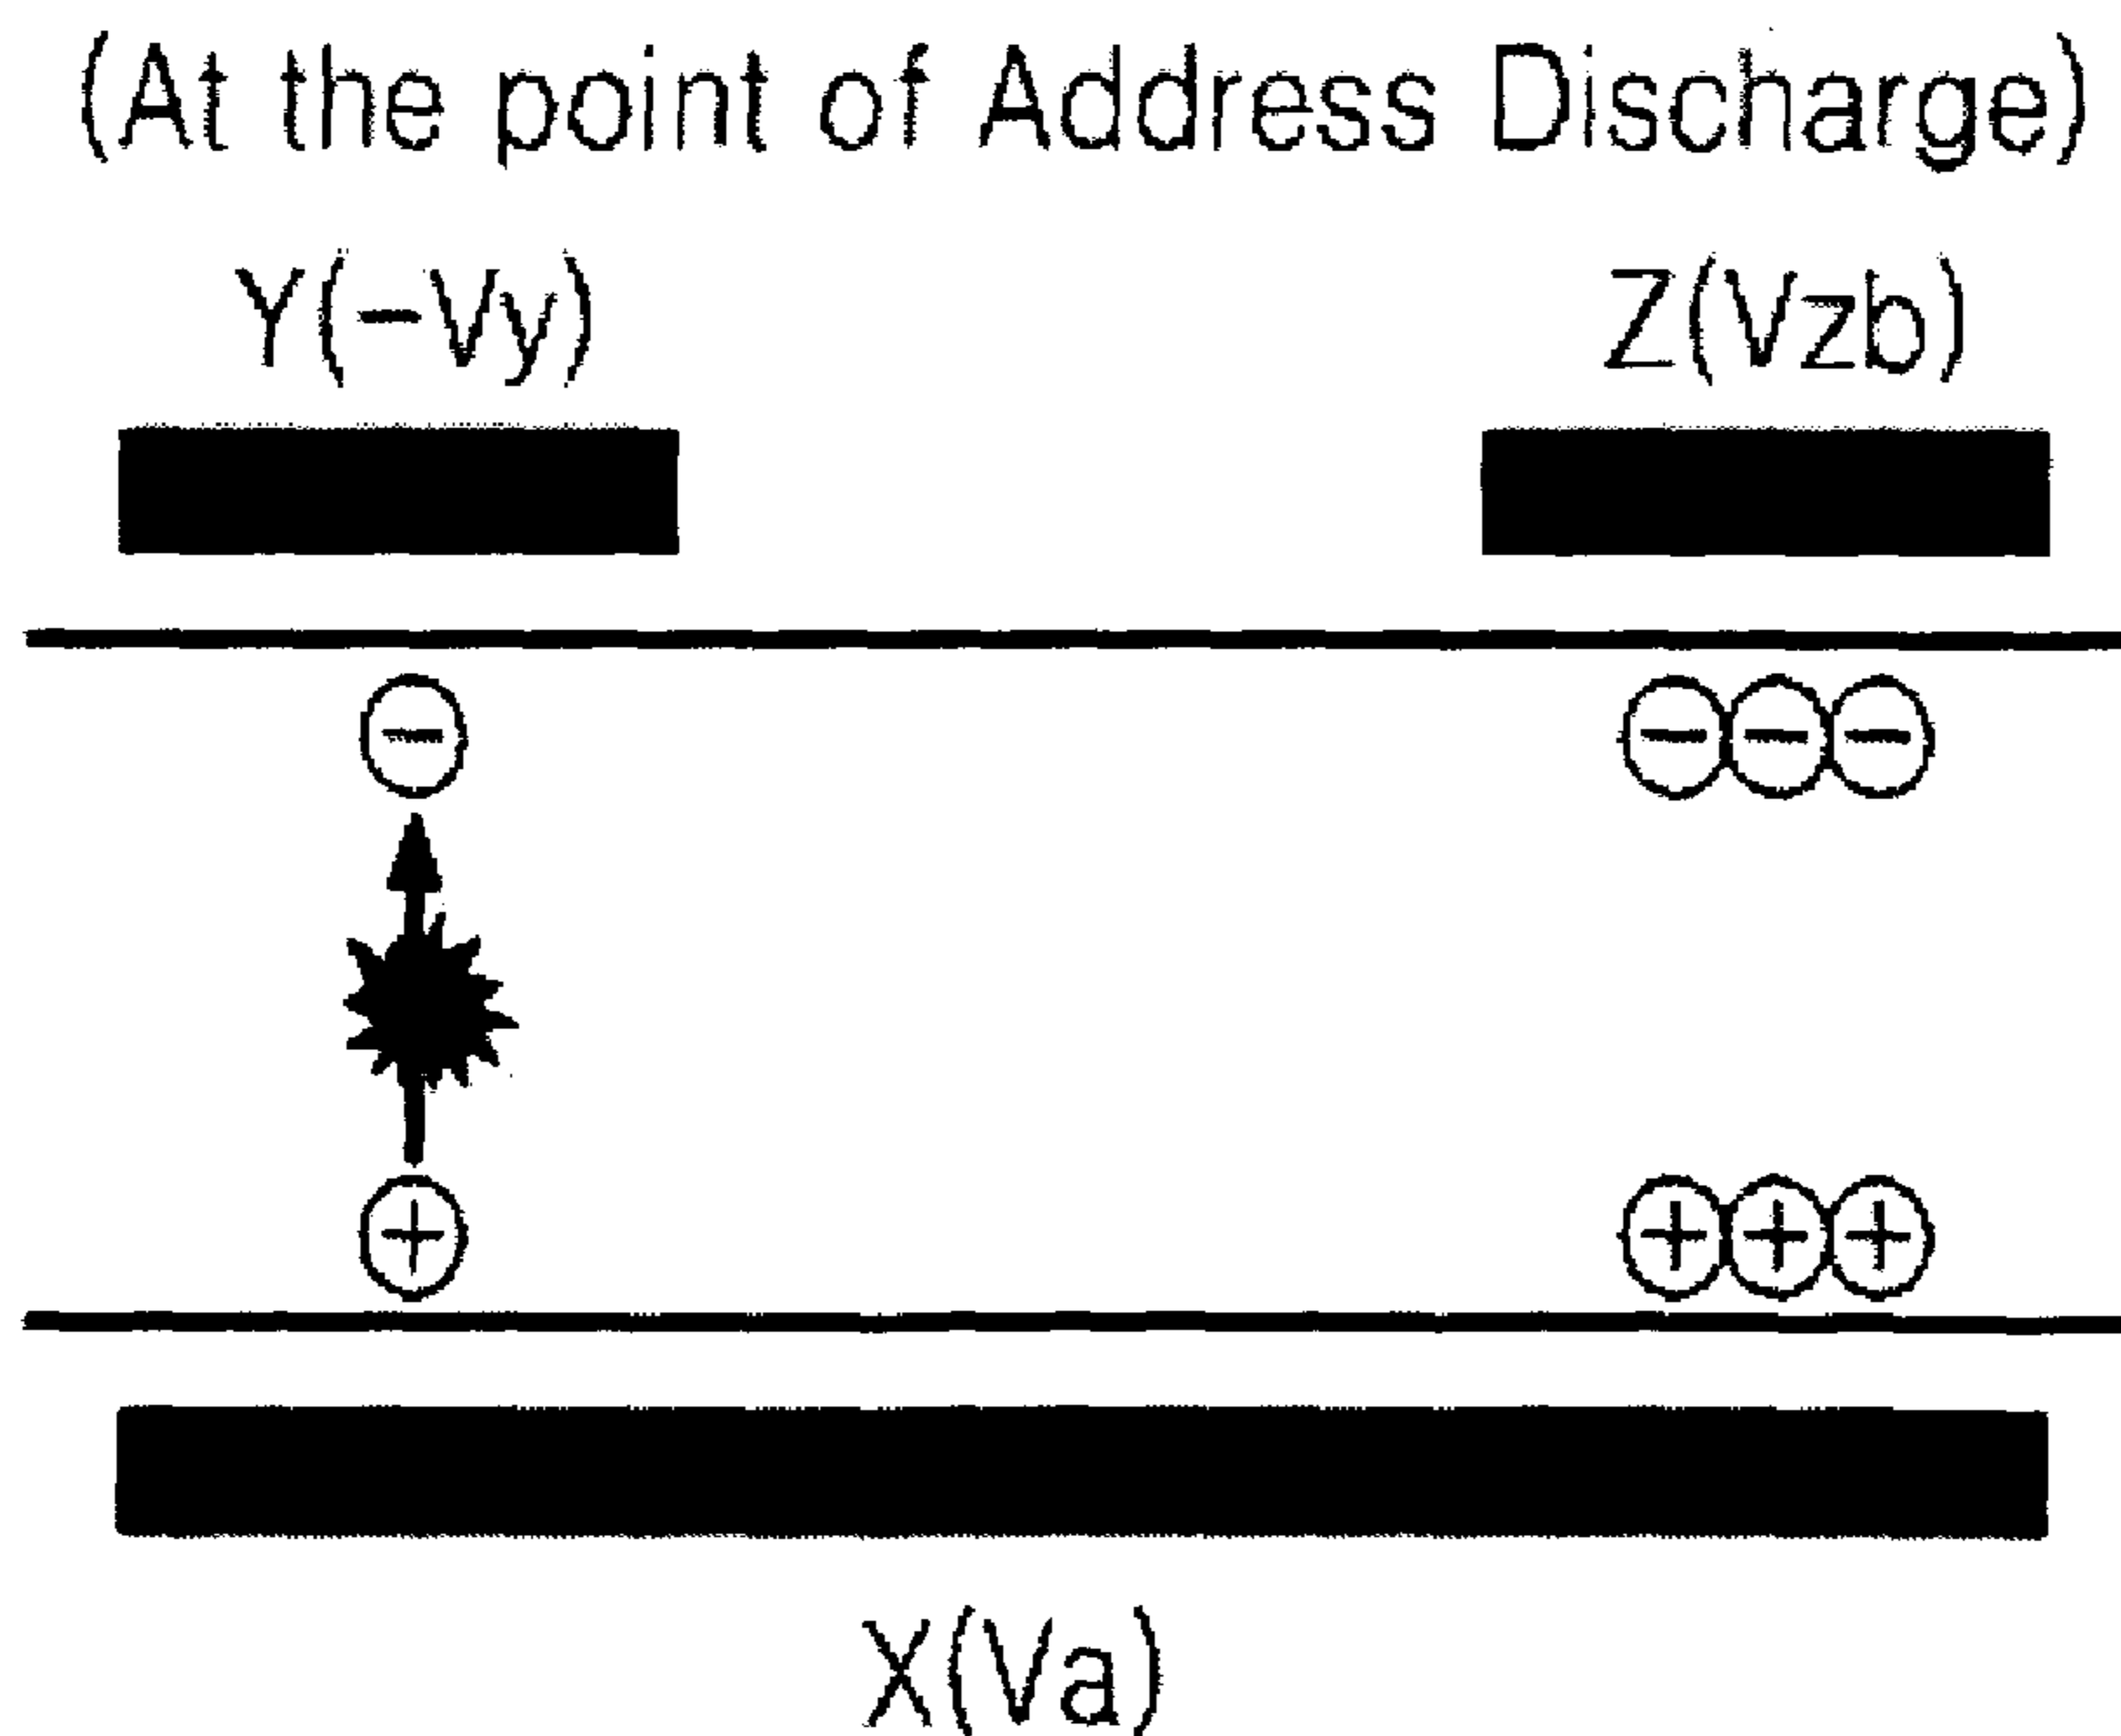 (At the point of Address Discharge)
Y(-Vy) Z(Vzb)
X(Va)